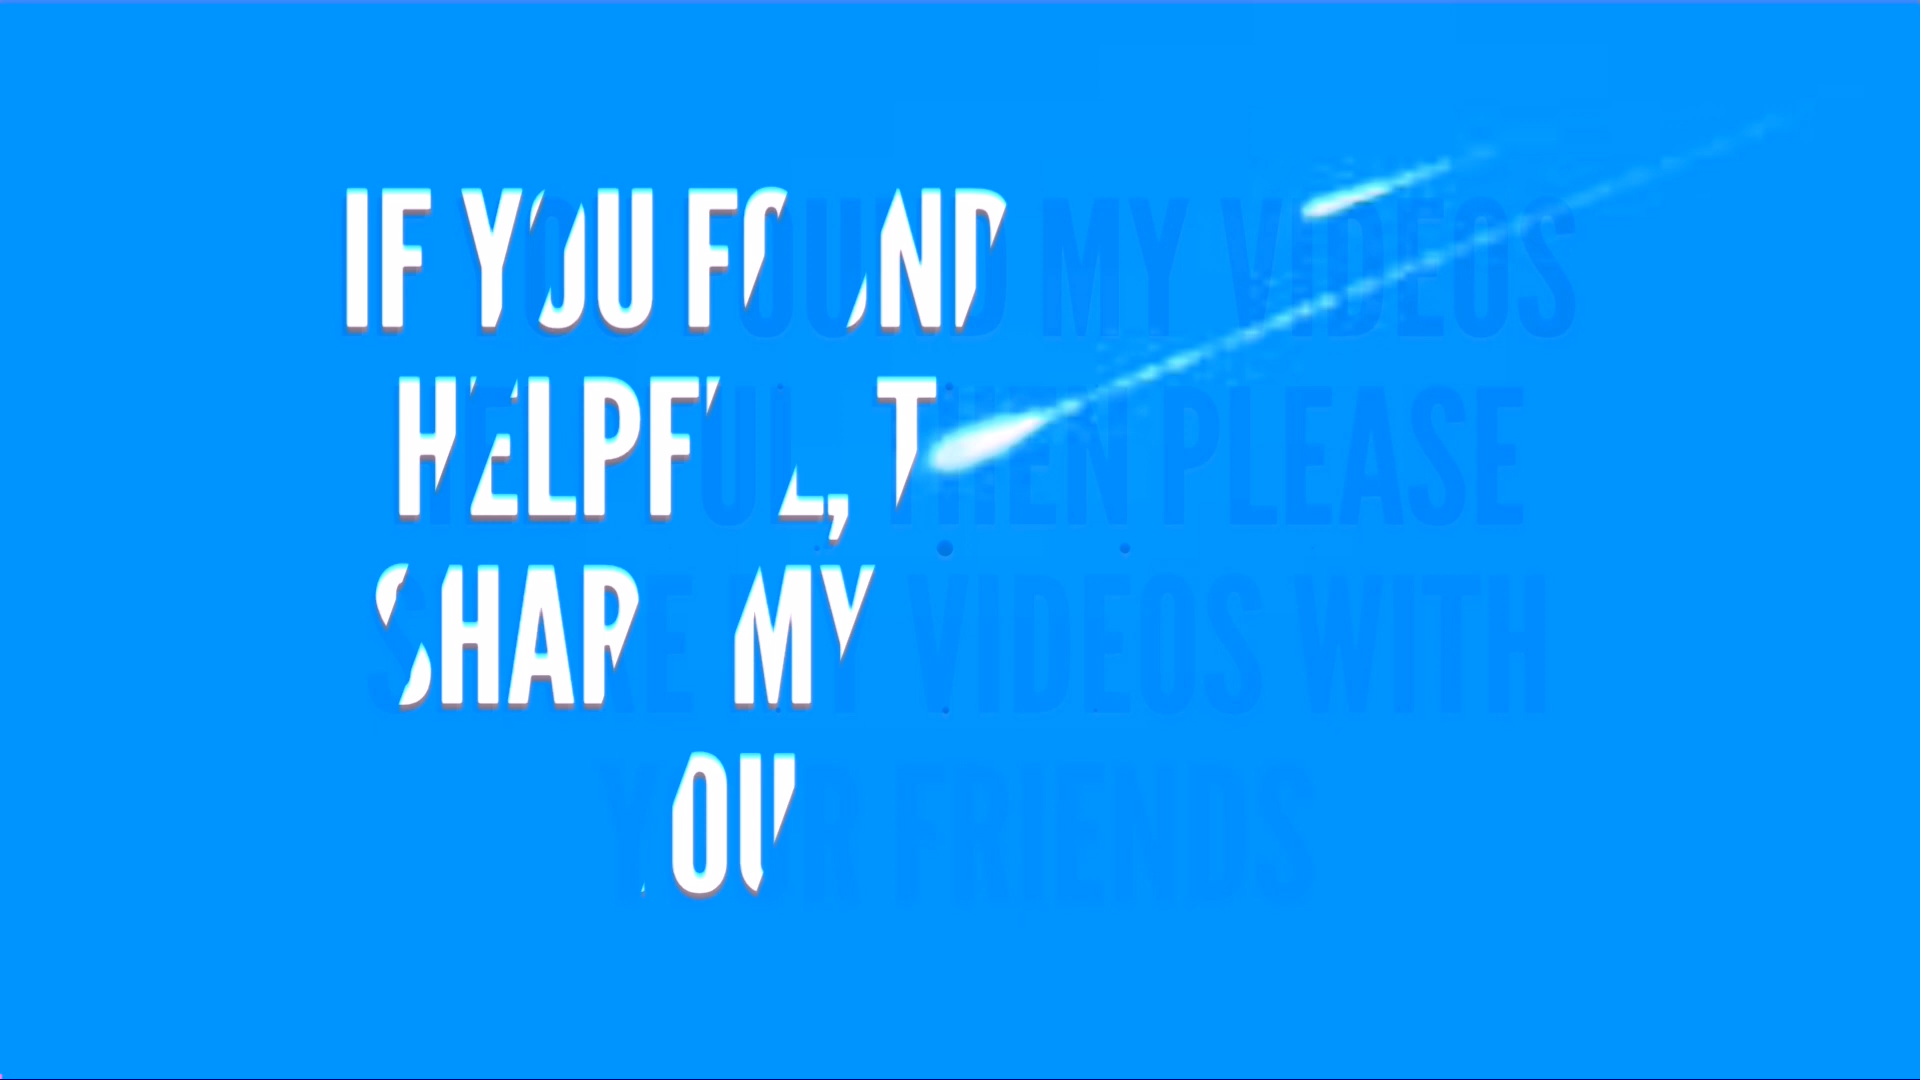 IF YOU FOUND MY VIDEOS
HELPFUL, THEN PLEASE
SHARE MY VIDEOS WITH
YOUR FRIENDS